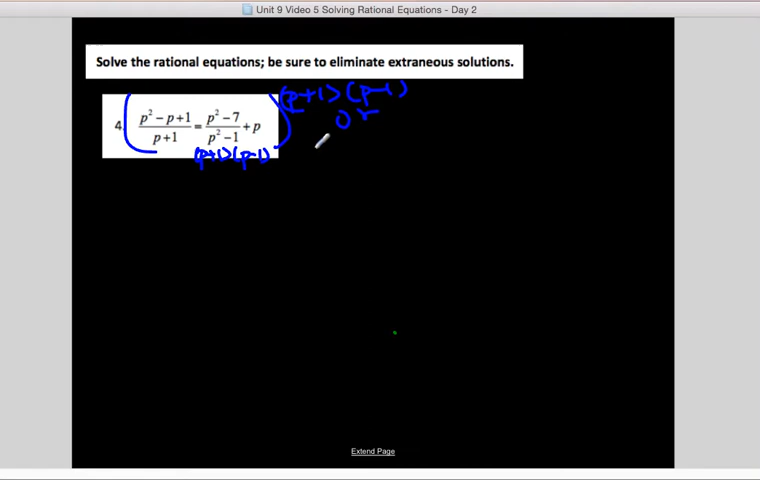 Unit 9 Video 5 Solving Rational Equations - Day 2
Solve the rational equations; be sure to eliminate extraneous solutions.
(p+1)(p-1)
4. (p² - p + 1 / p + 1 = p² - 7 / p² - 1 + p)
or
(p+1)(p-1)
Extend Page